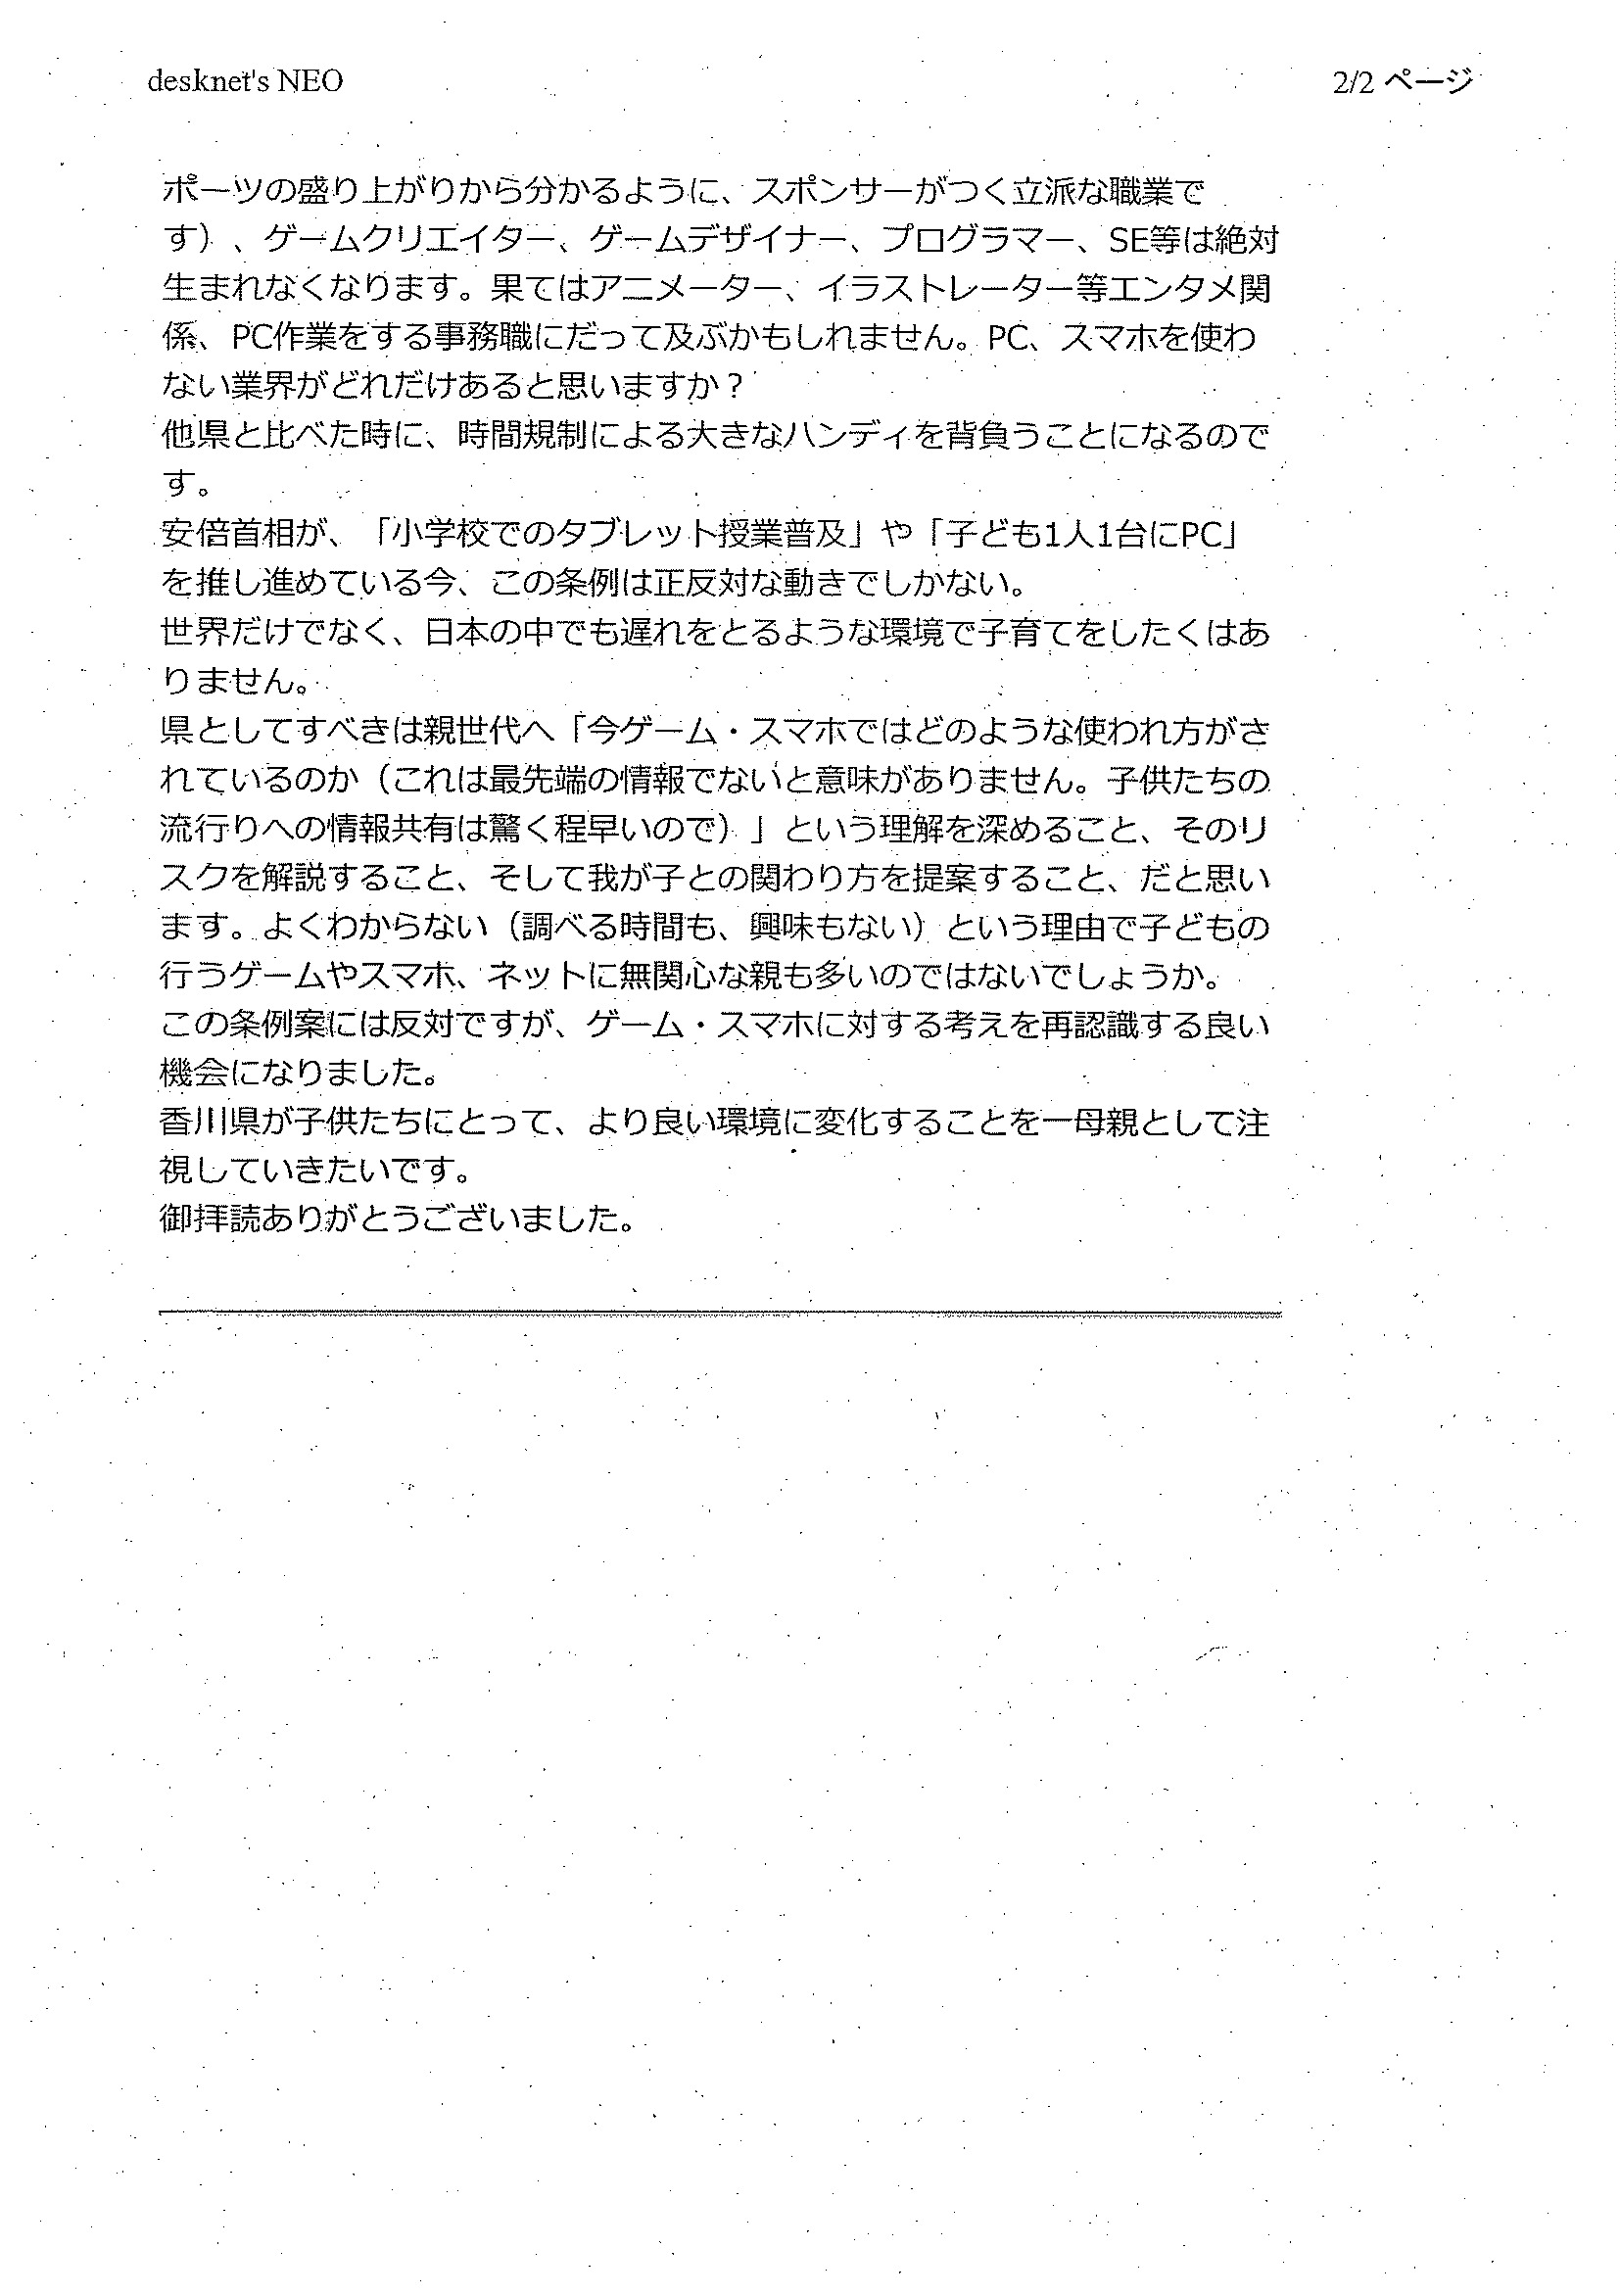 desknet's NEO
2/2 ページ
ポーツの盛り上がりから分かるように、スポンサーがつく立派な職業で
す）、ゲームクリエイター、ゲームデザイナー、プログラマー、SE等は絶対
生まれなくなります。果てはアニメーター、イラストレーター等エンタメ関
係、PC作業をする事務職にだって及ぶかもしれません。PC、スマホを使わ
ない業界がどれだけあると思いますか？
他県と比べた時に、時間規制による大きなハンディを背負うことになるので
す。
安倍首相が、「小学校でのタブレット授業普及」や「子ども1人1台にPC」
を推し進めている今、この条例は正反対な動きでしかない。
世界だけでなく、日本の中でも遅れをとるような環境で子育てをしたくはあ
りません。
県としてすべきは親世代へ「今ゲーム・スマホではどのような使われ方がさ
れているのか（これは最先端の情報でないと意味がありません。子供たちの
流行りへの情報共有は驚く程早いので）」という理解を深めること、そのリ
スクを解説すること、そして我が子との関わり方を提案すること、だと思い
ます。よくわからない（調べる時間も、興味もない）という理由で子どもの
行うゲームやスマホ、ネットに無関心な親も多いのではないでしょうか。
この条例案には反対ですが、ゲーム・スマホに対する考えを再認識する良い
機会になりました。
香川県が子供たちにとって、より良い環境に変化することを一母親として注
視していきたいです。
御拝読ありがとうございました。